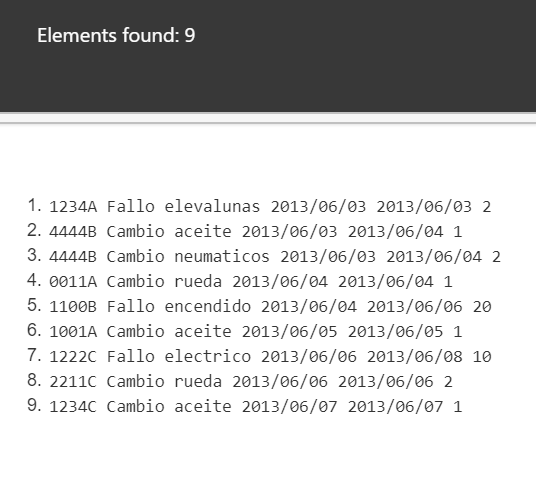 Elements found: 9
1. 1234A Fallo elevalunas 2013/06/03 2013/06/03 2
2. 4444B Cambio aceite 2013/06/03 2013/06/04 1
3. 4444B Cambio neumaticos 2013/06/03 2013/06/04 2
4. 0011A Cambio rueda 2013/06/04 2013/06/04 1
5. 1100B Fallo encendido 2013/06/04 2013/06/06 20
6. 1001A Cambio aceite 2013/06/05 2013/06/05 1
7. 1222C Fallo electrico 2013/06/06 2013/06/08 10
8. 2211C Cambio rueda 2013/06/06 2013/06/06 2
9. 1234C Cambio aceite 2013/06/07 2013/06/07 1